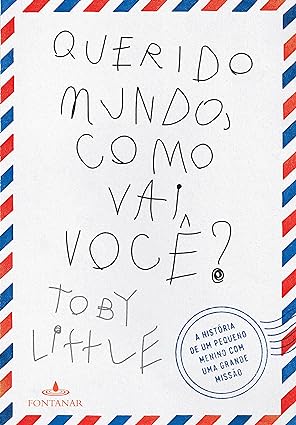 QUERIDO
MUNDO,
COMO
VAI
VOCÊ?
TOBY
LiTTLE
A HISTÓRIA
DE UM PEQUENO
MENINO COM
UMA GRANDE
MISSÃO
FONTANAR